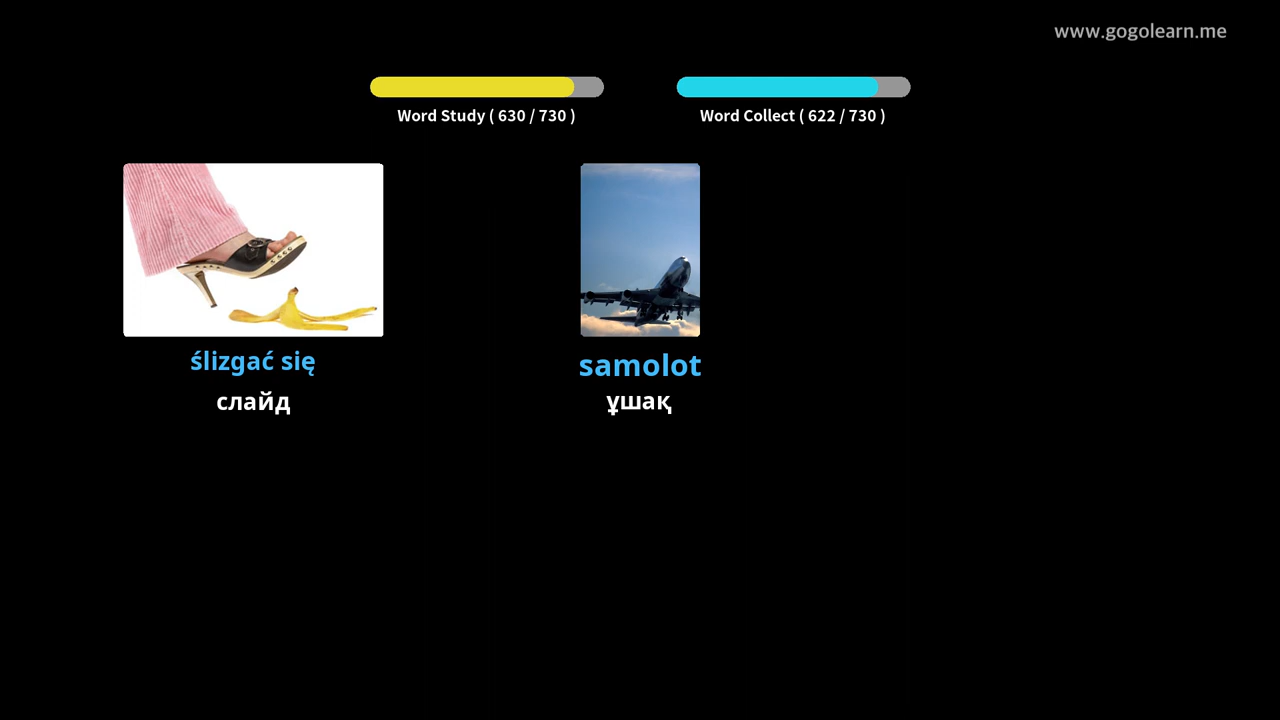 www.gogolearn.me
Word Study ( 630 / 730 )
Word Collect ( 622 / 730 )
ślizgać się
слайд
samolot
ұшақ